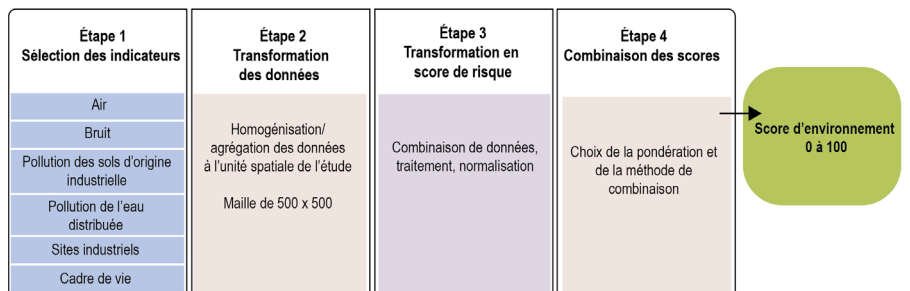 Étape 1
Sélection des indicateurs
Air
Bruit
Pollution des sols d'origine
industrielle
Pollution de l'eau
distribuée
Sites industriels
Cadre de vie
Étape 2
Transformation
des données
Homogénisation/
agrégation des données
à l'unité spatiale de l'étude
Maille de 500 x 500
Étape 3
Transformation en
score de risque
Combinaison de données,
traitement, normalisation
Étape 4
Combinaison des scores
Choix de la pondération et
de la méthode de
combinaison
Score d'environnement
0 à 100